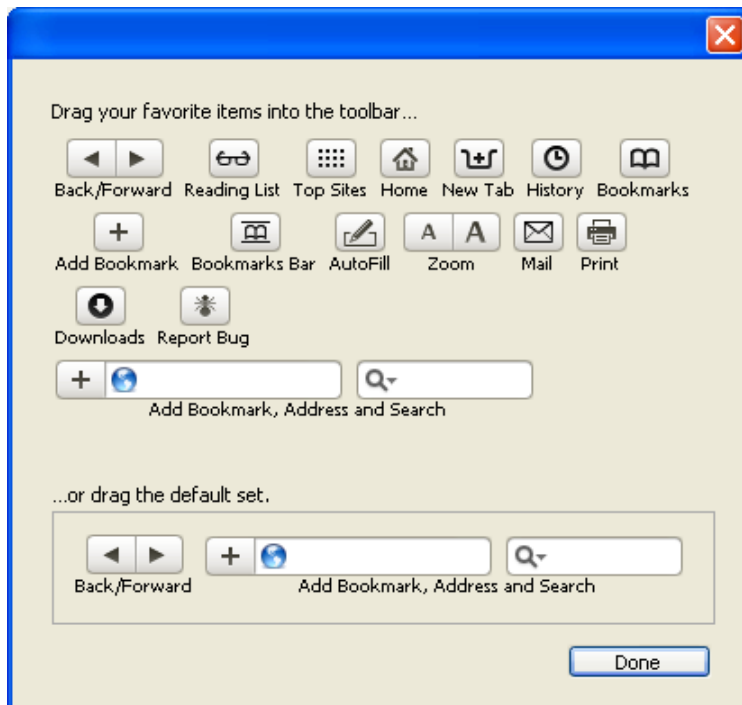 Drag your favorite items into the toolbar...
Back/Forward Reading List Top Sites Home New Tab History Bookmarks
A A
Add Bookmark Bookmarks Bar AutoFill Zoom Mail Print
Downloads Report Bug
Add Bookmark, Address and Search
...or drag the default set.
Back/Forward Add Bookmark, Address and Search
Done